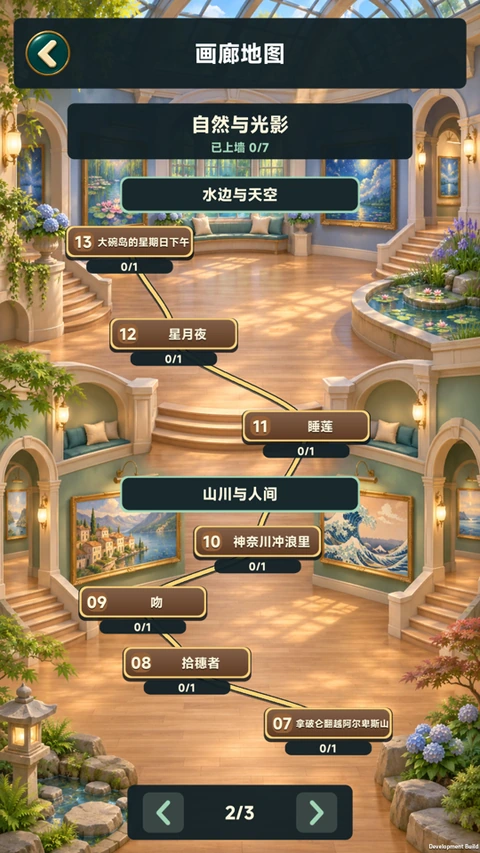 画廊地图
自然与光影
已上墙 0/7
水边与天空
13 大碗岛的星期日下午
0/1
12 星月夜
0/1
11 睡莲
0/1
山川与人间
10 神奈川冲浪里
0/1
09 吻
0/1
08 拾穗者
0/1
07 拿破仑翻越阿尔卑斯山
0/1
2/3
Development Build